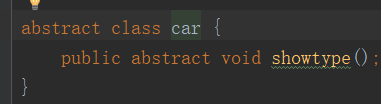 abstract class car {
    public abstract void showtype();
}